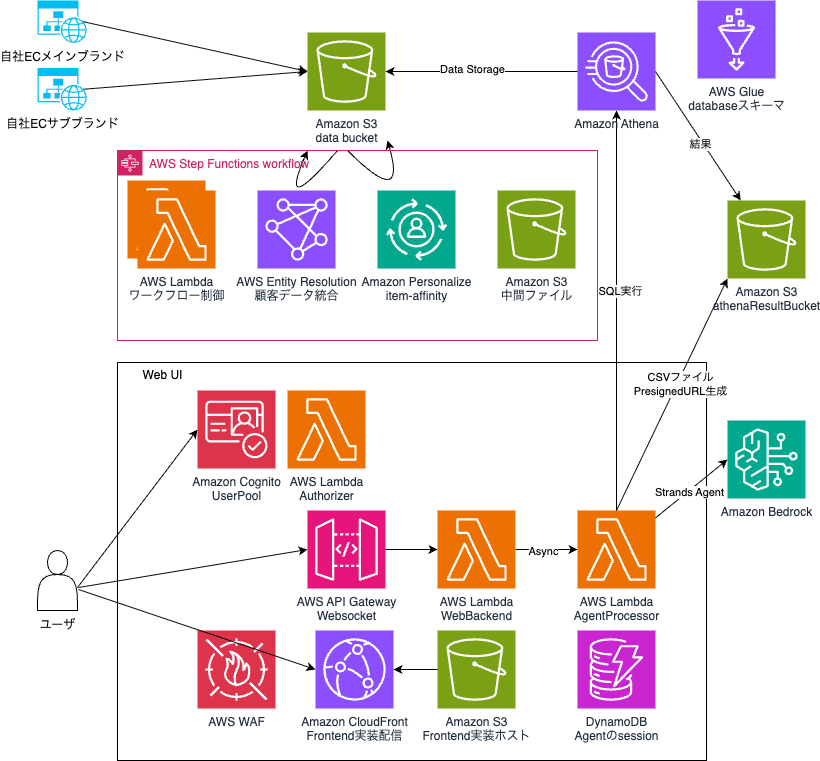 自社ECメインブランド
自社ECサブブランド
Amazon S3
data bucket
Data Storage
Amazon Athena
AWS Glue
databaseスキーマ
結果
AWS Step Functions workflow
AWS Lambda
ワークフロー制御
AWS Entity Resolution
顧客データ統合
Amazon Personalize
item-affinity
Amazon S3
中間ファイル
SQL実行
Amazon S3
athenaResultBucket
Web UI
CSVファイル
PresignedURL生成
Amazon Cognito
UserPool
AWS Lambda
Authorizer
Strands Agent
Amazon Bedrock
AWS API Gateway
Websocket
AWS Lambda
WebBackend
Async
AWS Lambda
AgentProcessor
ユーザ
AWS WAF
Amazon CloudFront
Frontend実装配信
Amazon S3
Frontend実装ホスト
DynamoDB
Agentのsession